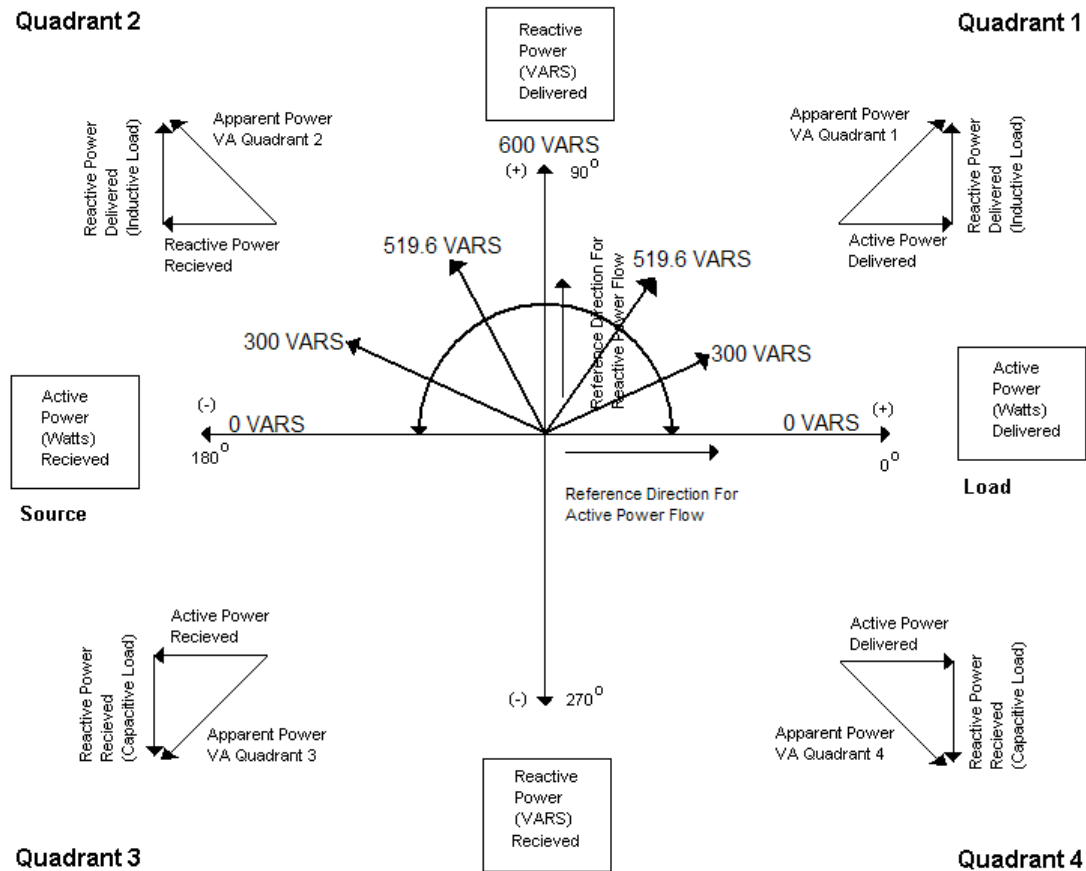 Quadrant 2
Quadrant 1
Reactive
Power
(VARS)
Delivered
Reactive Power
Delivered
(Inductive Load)
Apparent Power
VA Quadrant 2
Reactive Power
Recieved
Apparent Power
VA Quadrant 1
Active Power
Delivered
Reactive Power
Delivered
(Inductive Load)
600 VARS
(+)
90°
519.6 VARS
519.6 VARS
Reference Direction For
Reactive Power Flow
300 VARS
300 VARS
Active
Power
(Watts)
Recieved
Source
(-)
0 VARS
180°
0 VARS
(+)
0°
Active
Power
(Watts)
Delivered
Load
Reference Direction For
Active Power Flow
Active Power
Recieved
Reactive Power
Recieved
(Capacitive Load)
Apparent Power
VA Quadrant 3
(-)
270°
Active Power
Delivered
Apparent Power
VA Quadrant 4
Reactive Power
Recieved
(Capacitive Load)
Reactive
Power
(VARS)
Recieved
Quadrant 3
Quadrant 4